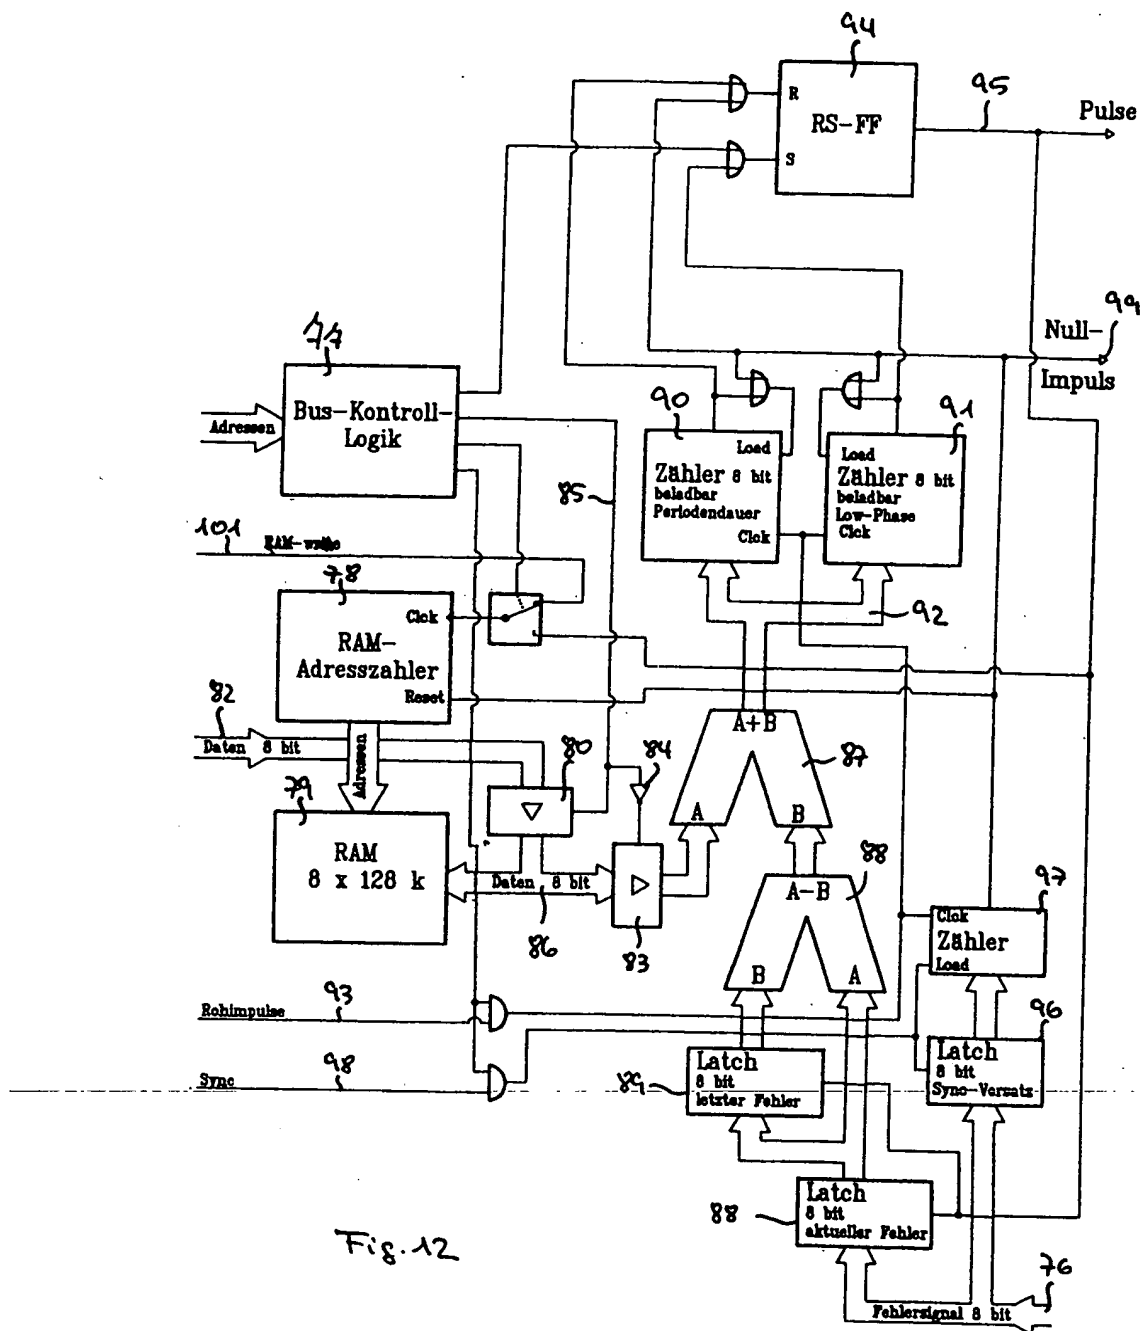 94
R
RS-FF
S
95
Pulse
99
Null-
Impuls
77
Bus-Kontroll-
Logik
Adressen
90
Load
Zähler 8 bit
beladbar
Periodendauer
Clck
91
Load
Zähler 8 bit
beladbar
Low-Phase
Clck
85
101
RAM-write
78
Clck
RAM-
Adresszahler
Reset
92
82
Daten 8 bit
Adressen
80
84
A+B
87
A
B
79
RAM
8 x 128 k
Daten 8 bit
86
83
88
A-B
B
A
97
Clck
Zähler
Load
93
Rohimpulse
96
Latch
8 bit
Sync-Versatz
98
Sync
89
Latch
8 bit
letzter Fehler
88
Latch
8 bit
aktueller Fehler
76
Fehlersignal 8 bit
Fig. 12